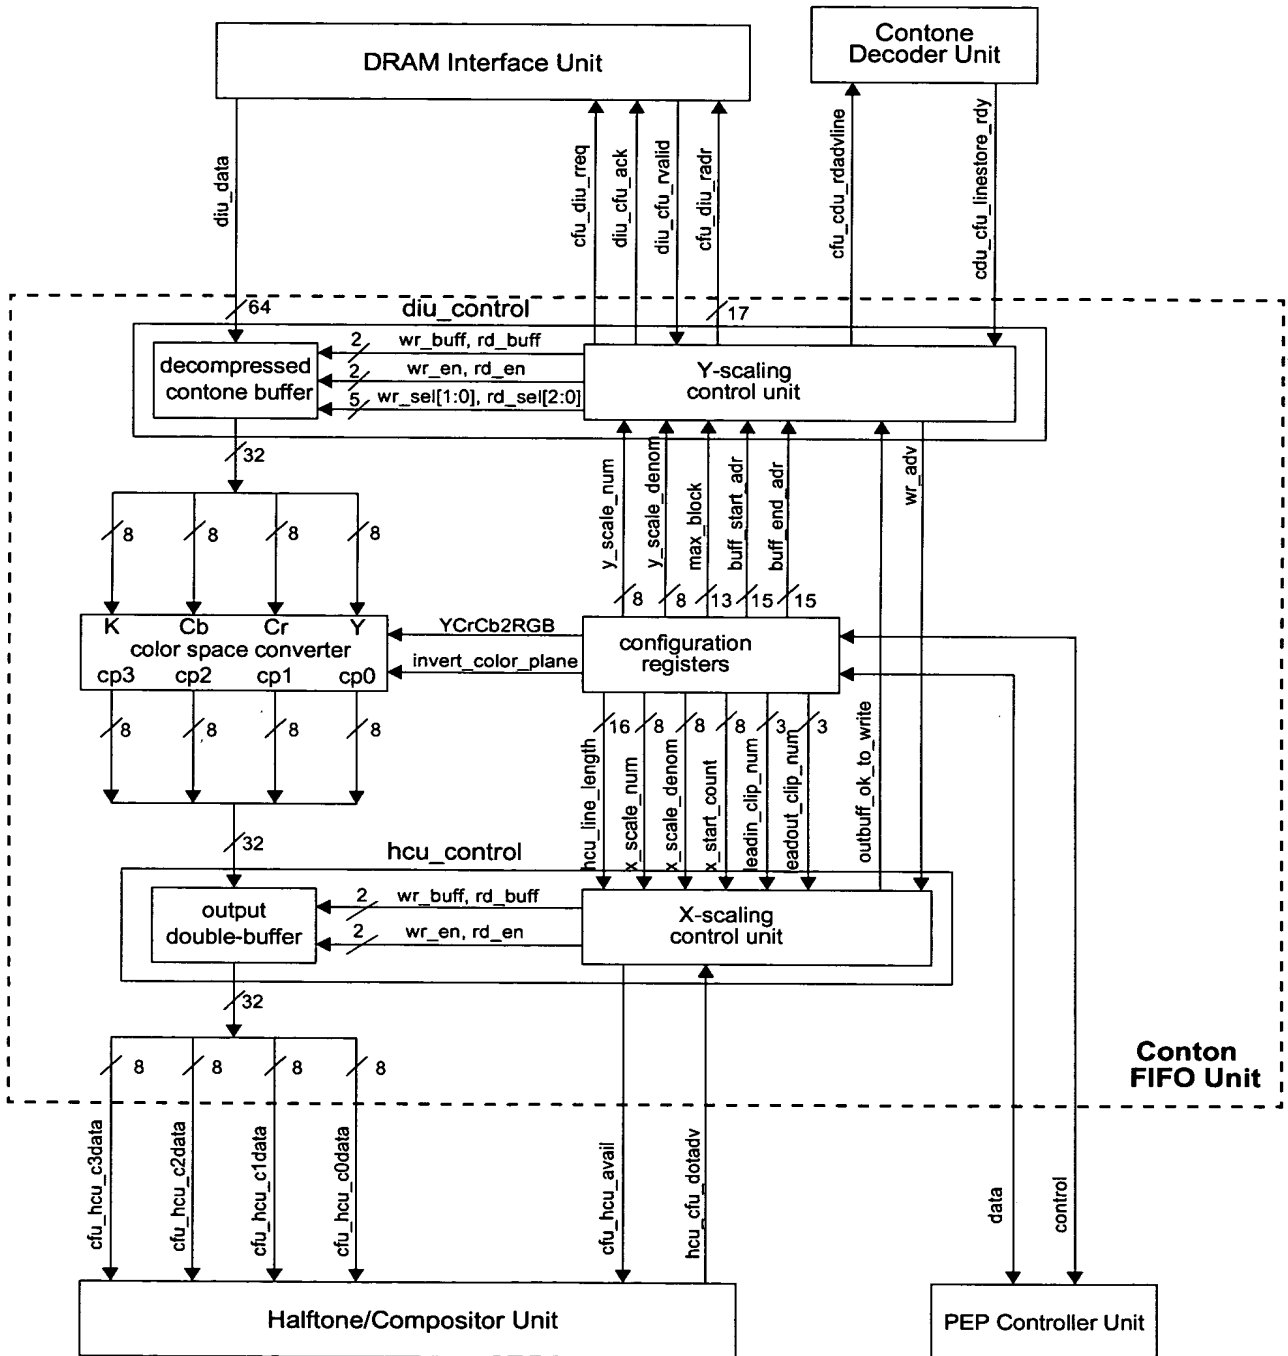 DRAM Interface Unit
Contone
Decoder Unit
diu_data
cfu_diu_rreq
diu_cfu_ack
diu_cfu_rvalid
cfu_diu_radr
cfu_cdu_rdadvline
cdu_cfu_linestore_rdy
64
diu_control
17
decompressed
contone buffer
2
wr_buff, rd_buff
2
wr_en, rd_en
5
wr_sel[1:0], rd_sel[2:0]
Y-scaling
control unit
32
y_scale_num
y_scale_denom
max_block
buff_start_adr
buff_end_adr
wr_adv
8
8
8
8
8
8
13
15
15
K
Cb
Cr
Y
color space converter
cp3
cp2
cp1
cp0
YCrCb2RGB
invert_color_plane
configuration
registers
8
8
8
8
16
8
8
8
3
3
hcu_line_length
x_scale_num
x_scale_denom
x_start_count
leadin_clip_num
eadout_clip_num
outbuff_ok_to_write
32
hcu_control
output
double-buffer
2
wr_buff, rd_buff
2
wr_en, rd_en
X-scaling
control unit
32
8
8
8
8
Conton
FIFO Unit
cfu_hcu_c3data
cfu_hcu_c2data
cfu_hcu_c1data
cfu_hcu_c0data
cfu_hcu_avail
hcu_cfu_dotadv
data
control
Halftone/Compositor Unit
PEP Controller Unit